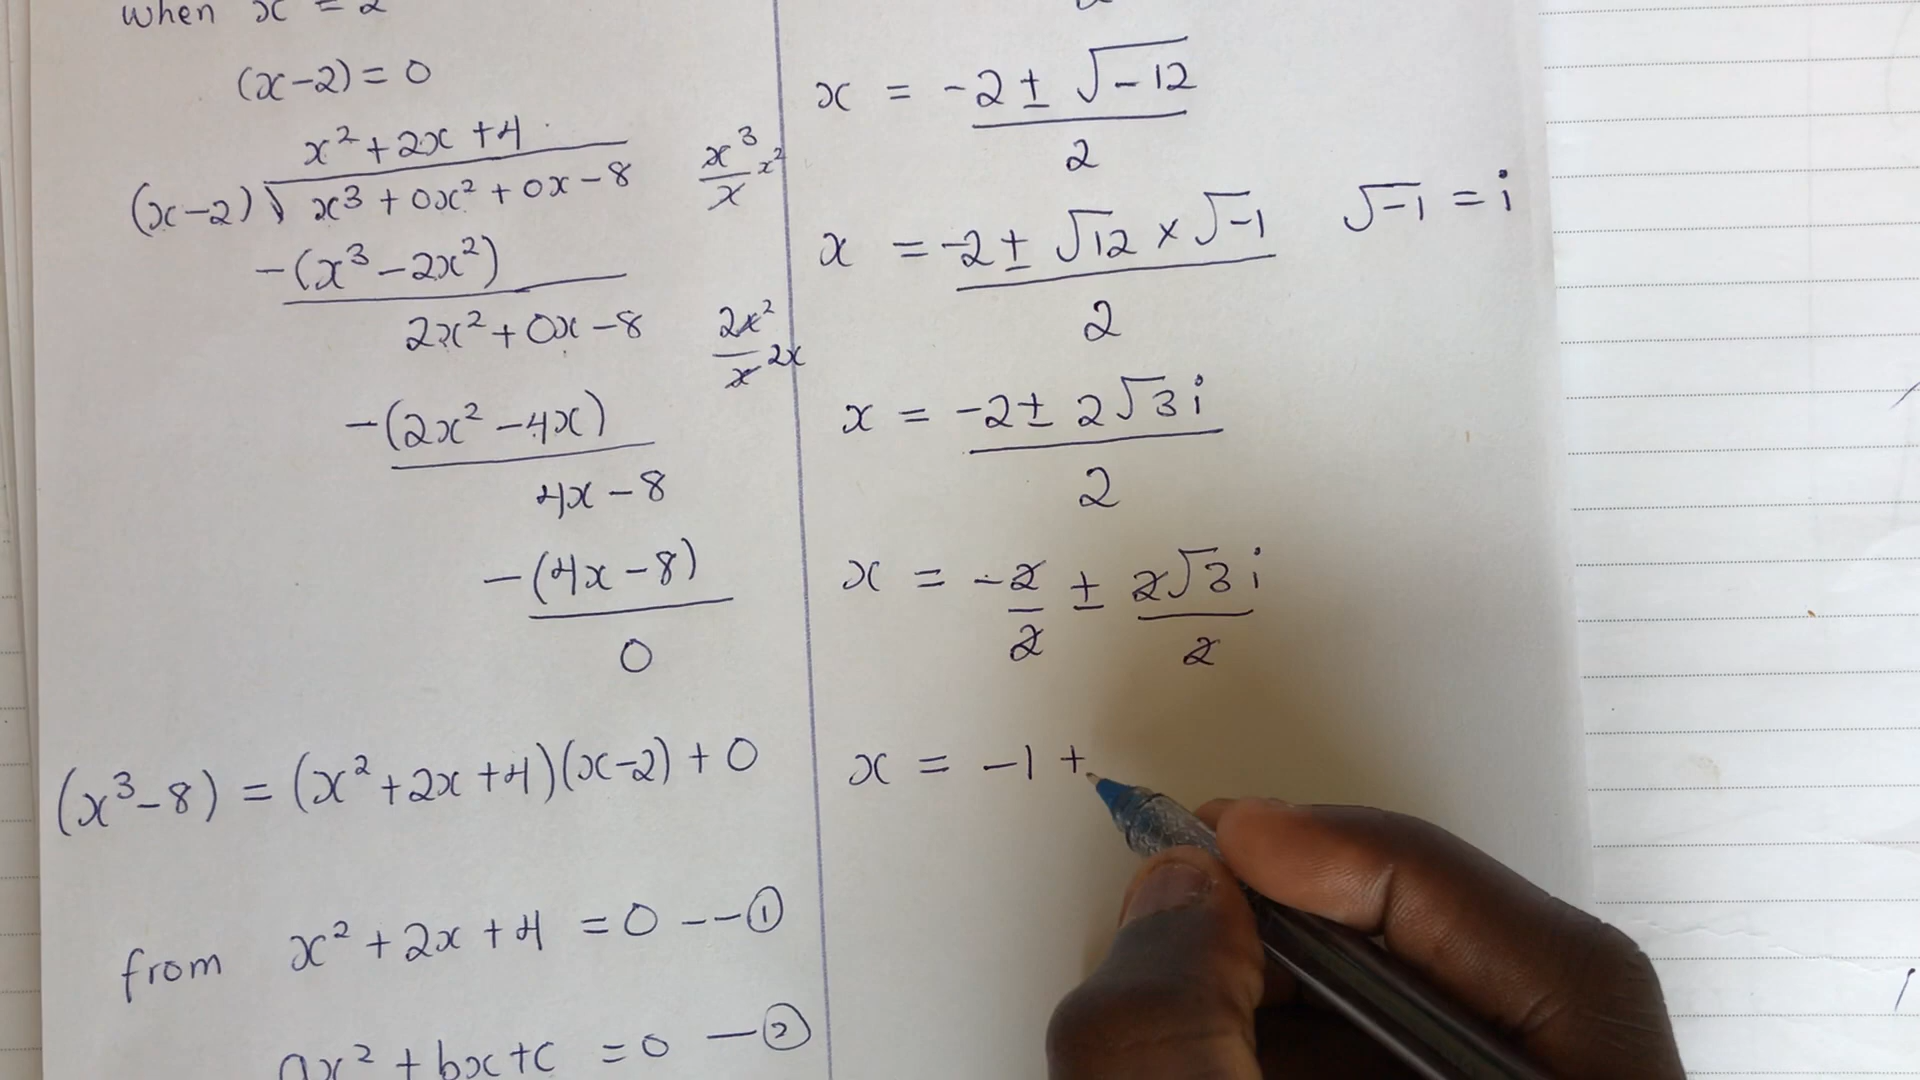 when x = 2
(x-2) = 0
x² + 2x + 4
(x-2) √ x³ + 0x² + 0x - 8
x³/x x²
-(x³ - 2x²)
2x² + 0x - 8
2x²/x 2x
-(2x² - 4x)
4x - 8
-(4x - 8)
0
(x³ - 8) = (x² + 2x + 4)(x-2) + 0
from x² + 2x + 4 = 0 --①
ax² + bx + c = 0 —②
x = -2 ± √-12 / 2
x = -2 ± √12 × √-1 / 2
√-1 = i
x = -2 ± 2√3 i / 2
x = -2/2 ± 2√3 i / 2
x = -1 +